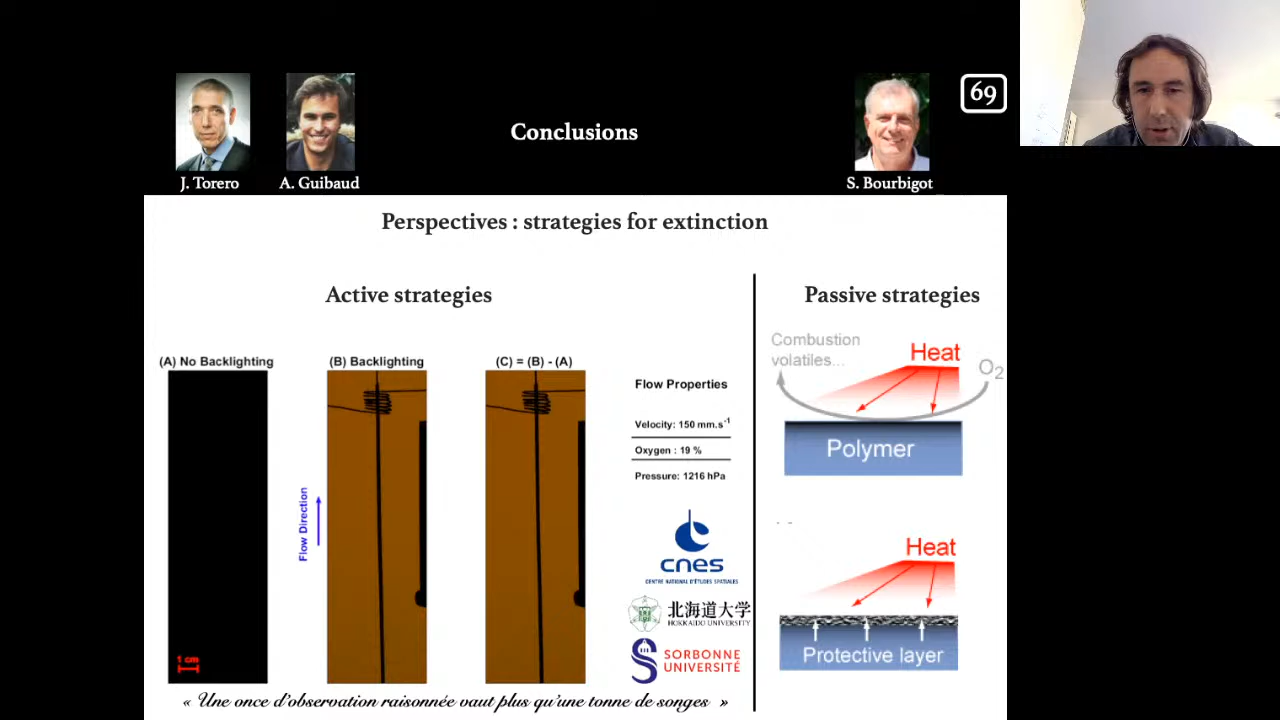 69
Conclusions
J. Torero
A. Guibaud
S. Bourbigot
Perspectives : strategies for extinction
Active strategies
(A) No Backlighting
(B) Backlighting
(C) = (B) - (A)
Flow Direction
1 cm
Flow Properties
Velocity: 150 mm.s⁻¹
Oxygen : 19 %
Pressure: 1216 hPa
cnes
CENTRE NATIONAL D'ÉTUDES SPATIALES
北海道大学
HOKKAIDO UNIVERSITY
SORBONNE
UNIVERSITÉ
« Une once d'observation raisonnée vaut plus qu'une tonne de songes »
Passive strategies
Combustion
volatiles...
Heat
O₂
Polymer
Heat
Protective layer